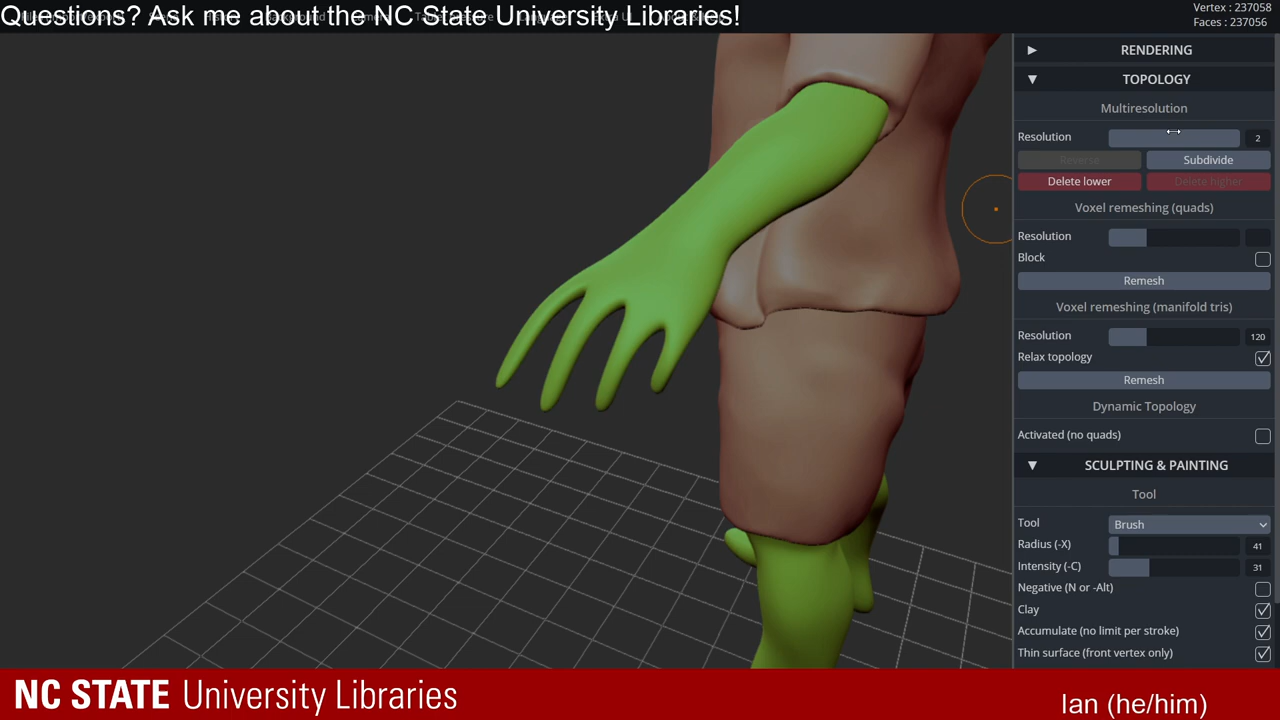 Questions? Ask me about the NC State University Libraries!
Vertex : 237058
Faces : 237056
RENDERING
TOPOLOGY
Multiresolution
Resolution 2
Reverse Subdivide
Delete lower Delete higher
Voxel remeshing (quads)
Resolution
Block
Remesh
Voxel remeshing (manifold tris)
Resolution 120
Relax topology
Remesh
Dynamic Topology
Activated (no quads)
SCULPTING & PAINTING
Tool
Tool Brush
Radius (-X) 41
Intensity (-C) 31
Negative (N or -Alt)
Clay
Accumulate (no limit per stroke)
Thin surface (front vertex only)
NC STATE University Libraries
Ian (he/him)